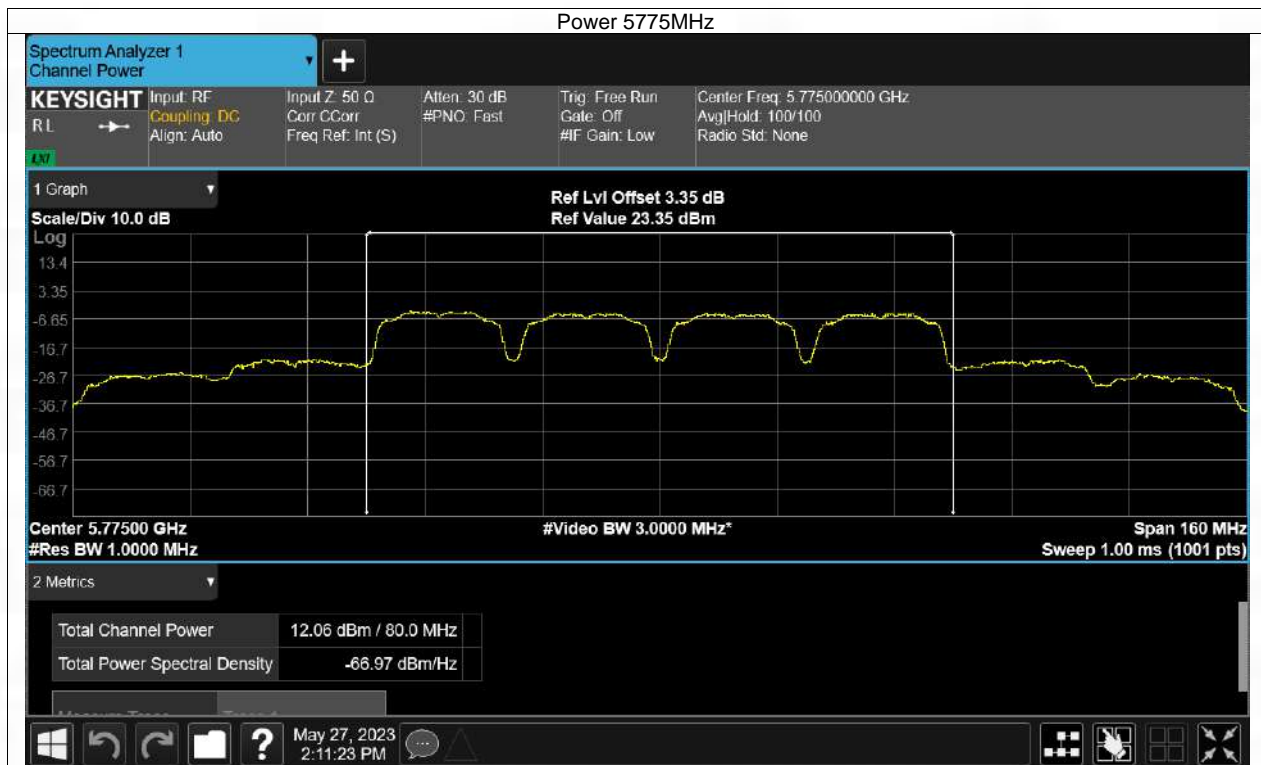 Power 5775MHz
Spectrum Analyzer 1
Channel Power
KEYSIGHT
RL
LXI
Input: RF
Coupling: DC
Align: Auto
Input Z: 50 Ω
Corr CCorr
Freq Ref: Int (S)
Atten: 30 dB
#PNO: Fast
Trig: Free Run
Gate: Off
#IF Gain: Low
Center Freq: 5.775000000 GHz
Avg|Hold: 100/100
Radio Std: None
1 Graph
Ref Lvl Offset 3.35 dB
Scale/Div 10.0 dB
Ref Value 23.35 dBm
Log
13.4
3.35
-6.65
-16.7
-26.7
-36.7
-46.7
-56.7
-66.7
Center 5.77500 GHz
#Video BW 3.0000 MHz*
Span 160 MHz
#Res BW 1.0000 MHz
Sweep 1.00 ms (1001 pts)
2 Metrics
Total Channel Power 12.06 dBm / 80.0 MHz
Total Power Spectral Density -66.97 dBm/Hz
May 27, 2023
2:11:23 PM